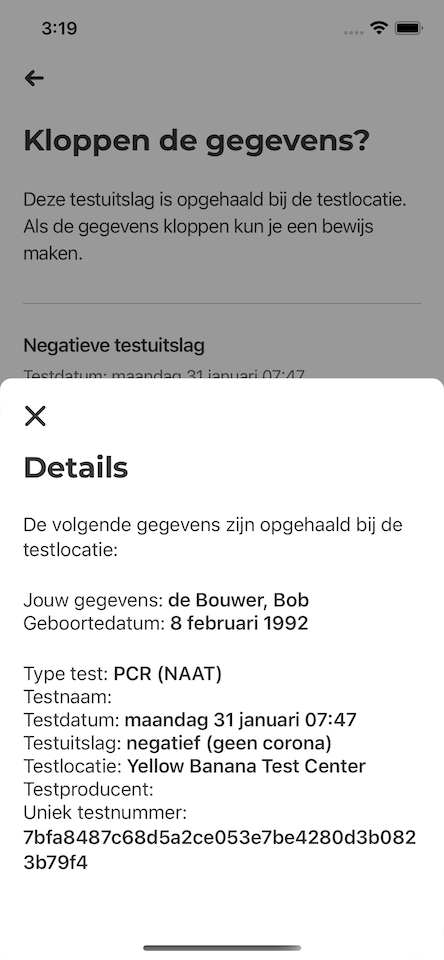 3:19
Kloppen de gegevens?
Deze testuitslag is opgehaald bij de testlocatie.
Als de gegevens kloppen kun je een bewijs
maken.
Negatieve testuitslag
Testdatum: maandag 31 januari 07:47
Details
De volgende gegevens zijn opgehaald bij de
testlocatie:
Jouw gegevens: de Bouwer, Bob
Geboortedatum: 8 februari 1992
Type test: PCR (NAAT)
Testnaam:
Testdatum: maandag 31 januari 07:47
Testuitslag: negatief (geen corona)
Testlocatie: Yellow Banana Test Center
Testproducent:
Uniek testnummer:
7bfa8487c68d5a2ce053e7be4280d3b082
3b79f4